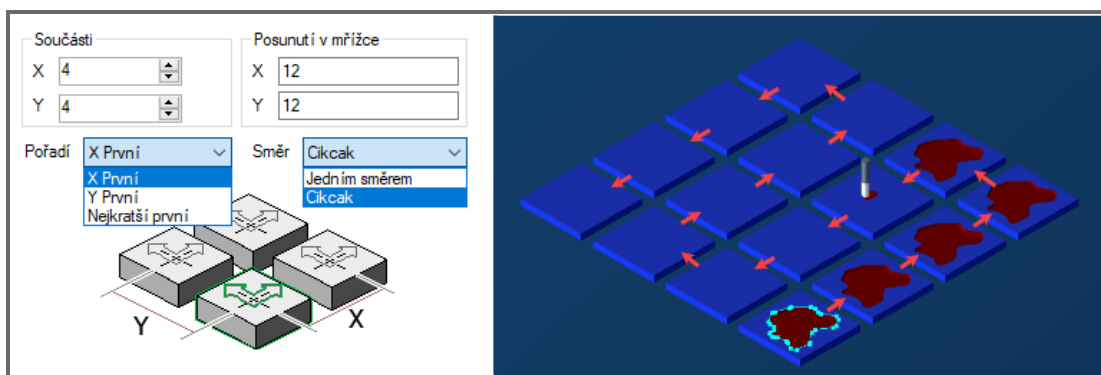 Součásti
X 4
Y 4
Posunutí v mřížce
X 12
Y 12
Pořadí X První
X První
Y První
Nejkratší první
Směr Cikcak
Jedním směrem
Cikcak
Y
X